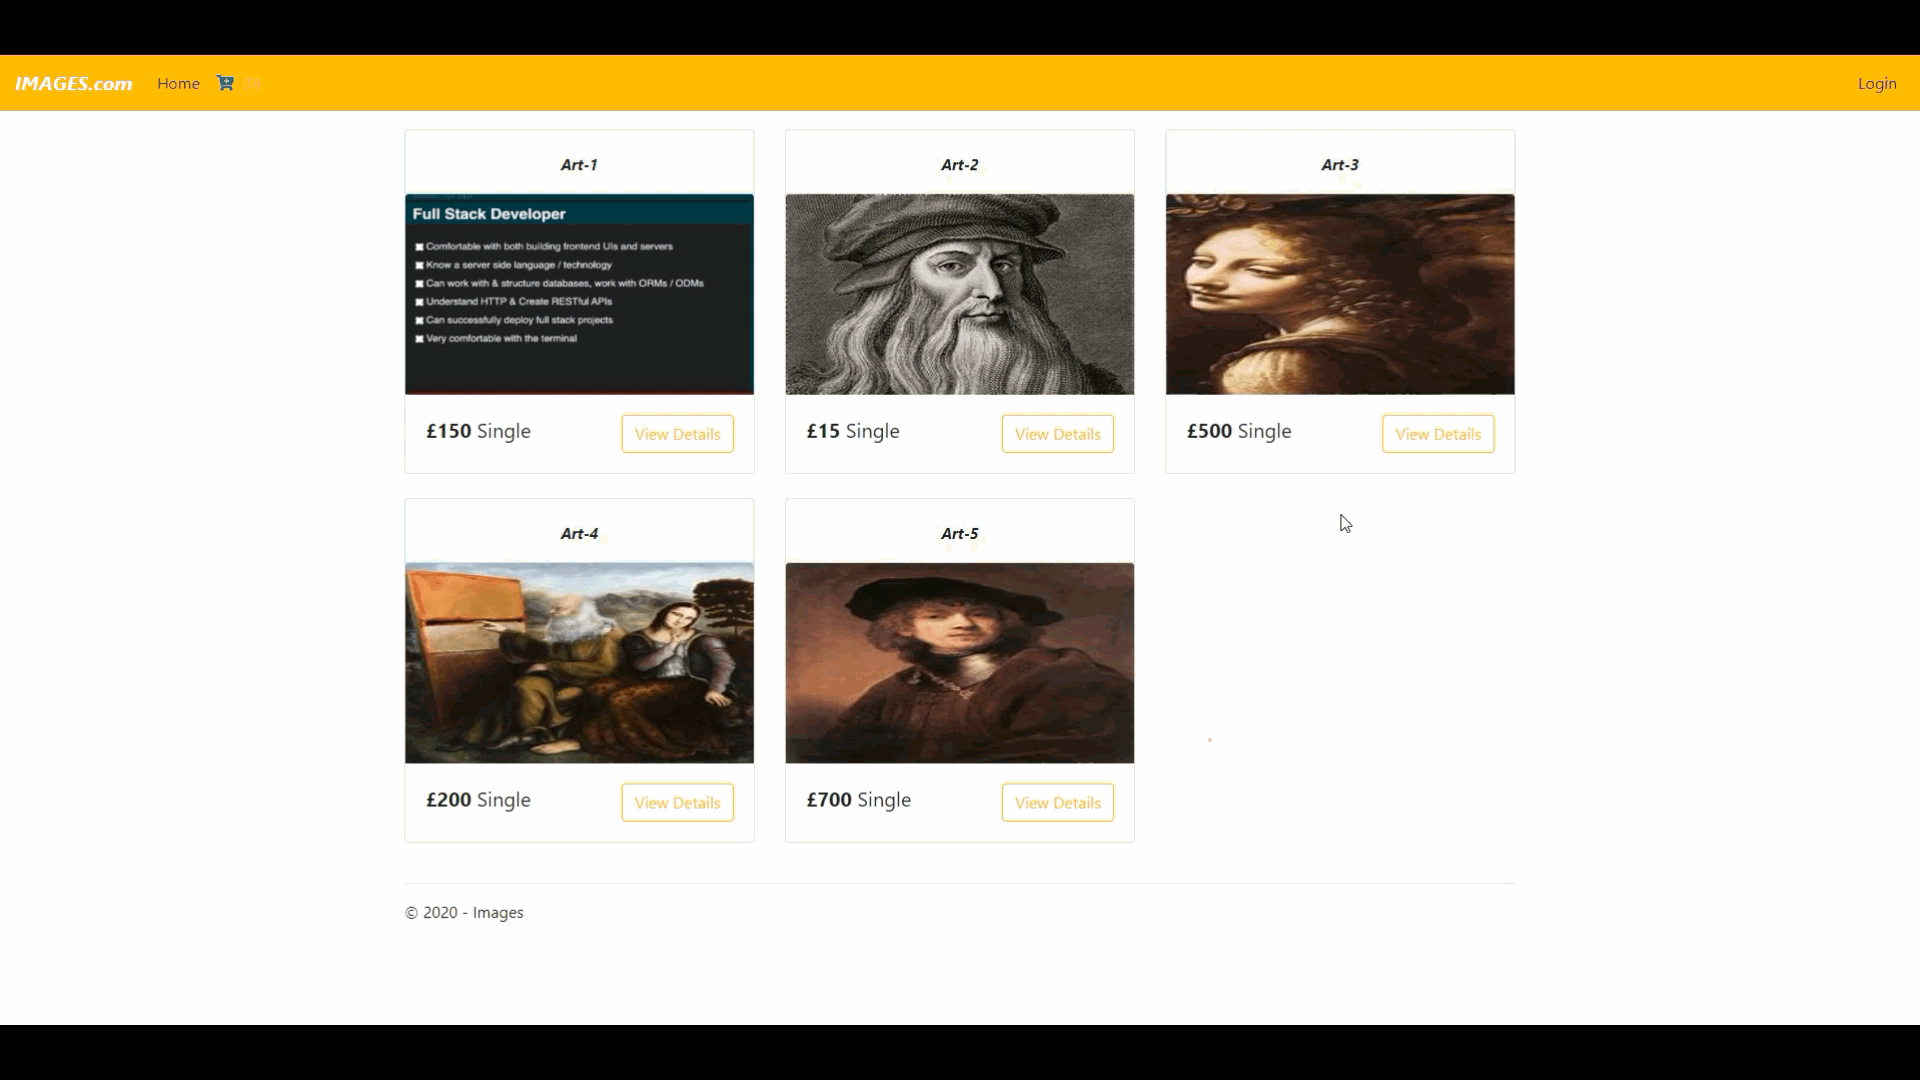 IMAGES.com Home Login
Art-1
Full Stack Developer
Comfortable with both building frontend UIs and servers
Know a server side language / technology
Can work with & structure databases, work with ORMs / ODMs
Understand HTTP & Create RESTful APIs
Can successfully deploy full stack projects
Very comfortable with the terminal
£150 Single View Details
Art-2
£15 Single View Details
Art-3
£500 Single View Details
Art-4
£200 Single View Details
Art-5
£700 Single View Details
© 2020 - Images